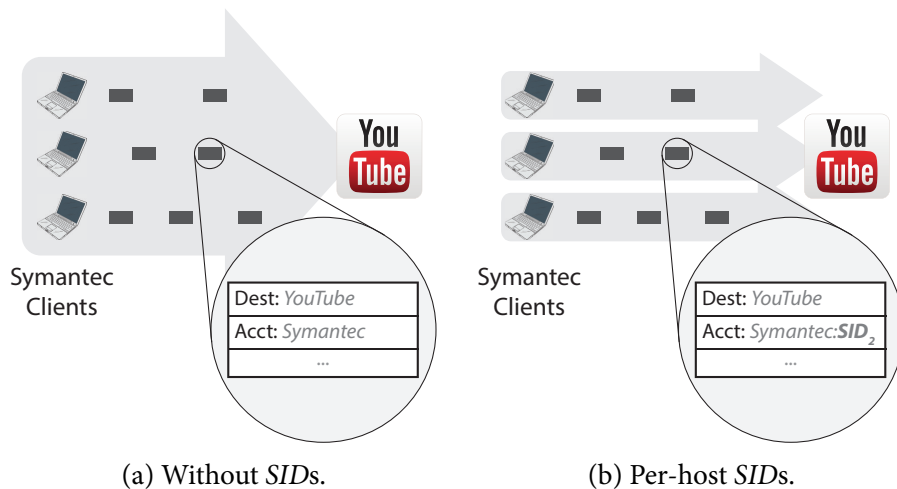 You
Tube
Symantec
Clients
Dest: YouTube
Acct: Symantec
...
(a) Without SIDs.
You
Tube
Symantec
Clients
Dest: YouTube
Acct: Symantec:SID2
...
(b) Per-host SIDs.